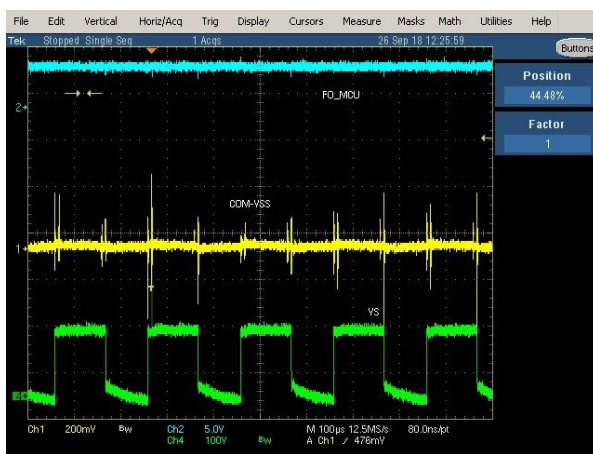 File Edit Vertical Horiz/Acq Trig Display Cursors Measure Masks Math Utilities Help
Tek Stopped Single Seq 1 Acqs 26 Sep 18 12:25:59
Buttons
Position
44.48%
Factor
1
FO_MCU
2
COM-VSS
1
VS
4
Ch1 200mV Bw Ch2 5.0V M 100µs 12.5MS/s 80.0ns/pt
Ch4 100V Bw A Ch1 / 476mV